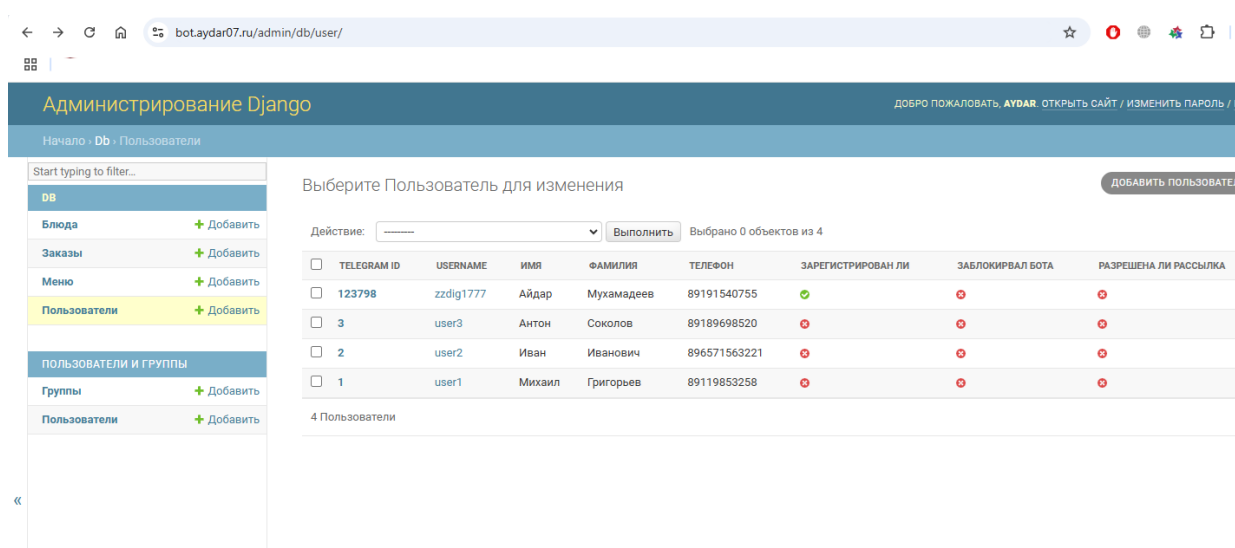 bot.aydar07.ru/admin/db/user/
Администрирование Django
ДОБРО ПОЖАЛОВАТЬ, AYDAR. ОТКРЫТЬ САЙТ / ИЗМЕНИТЬ ПАРОЛЬ /
Начало › Db › Пользователи
Start typing to filter...
DB
Блюда + Добавить
Заказы + Добавить
Меню + Добавить
Пользователи + Добавить
ПОЛЬЗОВАТЕЛИ И ГРУППЫ
Группы + Добавить
Пользователи + Добавить
«
Выберите Пользователь для изменения
ДОБАВИТЬ ПОЛЬЗОВАТЕ
Действие: --------- Выполнить Выбрано 0 объектов из 4
TELEGRAM ID USERNAME ИМЯ ФАМИЛИЯ ТЕЛЕФОН ЗАРЕГИСТРИРОВАН ЛИ ЗАБЛОКИРВАЛ БОТА РАЗРЕШЕНА ЛИ РАССЫЛКА
123798 zzdig1777 Айдар Мухамадеев 89191540755
3 user3 Антон Соколов 89189698520
2 user2 Иван Иванович 896571563221
1 user1 Михаил Григорьев 89119853258
4 Пользователи